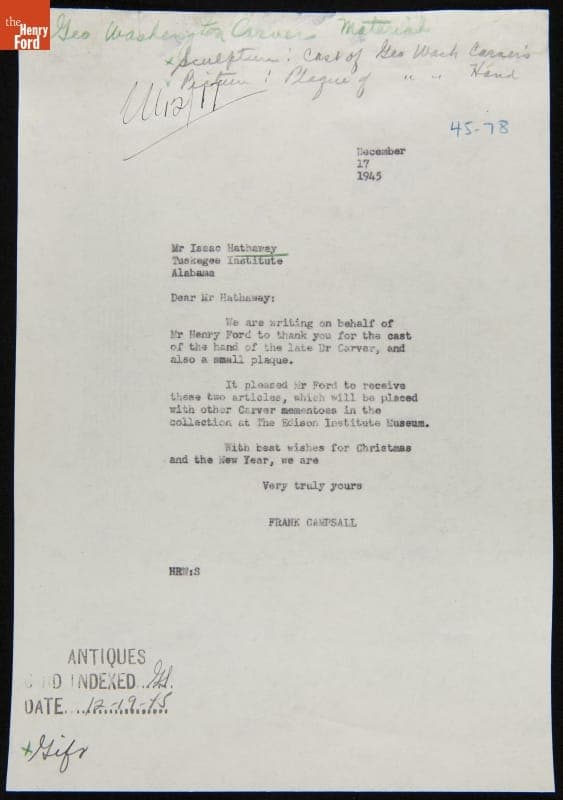 the
Henry
Ford
Geo Washington Carver Material
x Sculpture: Cast of Geo Wash Carver's
Picture: Plaque of " " Hand
12/17
45-78
December
17
1945
Mr Isaac Hathaway
Tuskegee Institute
Alabama
Dear Mr Hathaway:
We are writing on behalf of
Mr Henry Ford to thank you for the cast
of the hand of the late Dr Carver, and
also a small plaque.
It pleased Mr Ford to receive
these two articles, which will be placed
with other Carver mementoes in the
collection at The Edison Institute Museum.
With best wishes for Christmas
and the New Year, we are
Very truly yours
FRANK CAMPSALL
HRW:S
ANTIQUES
INDEXED
DATE 12-19-45
x Gift